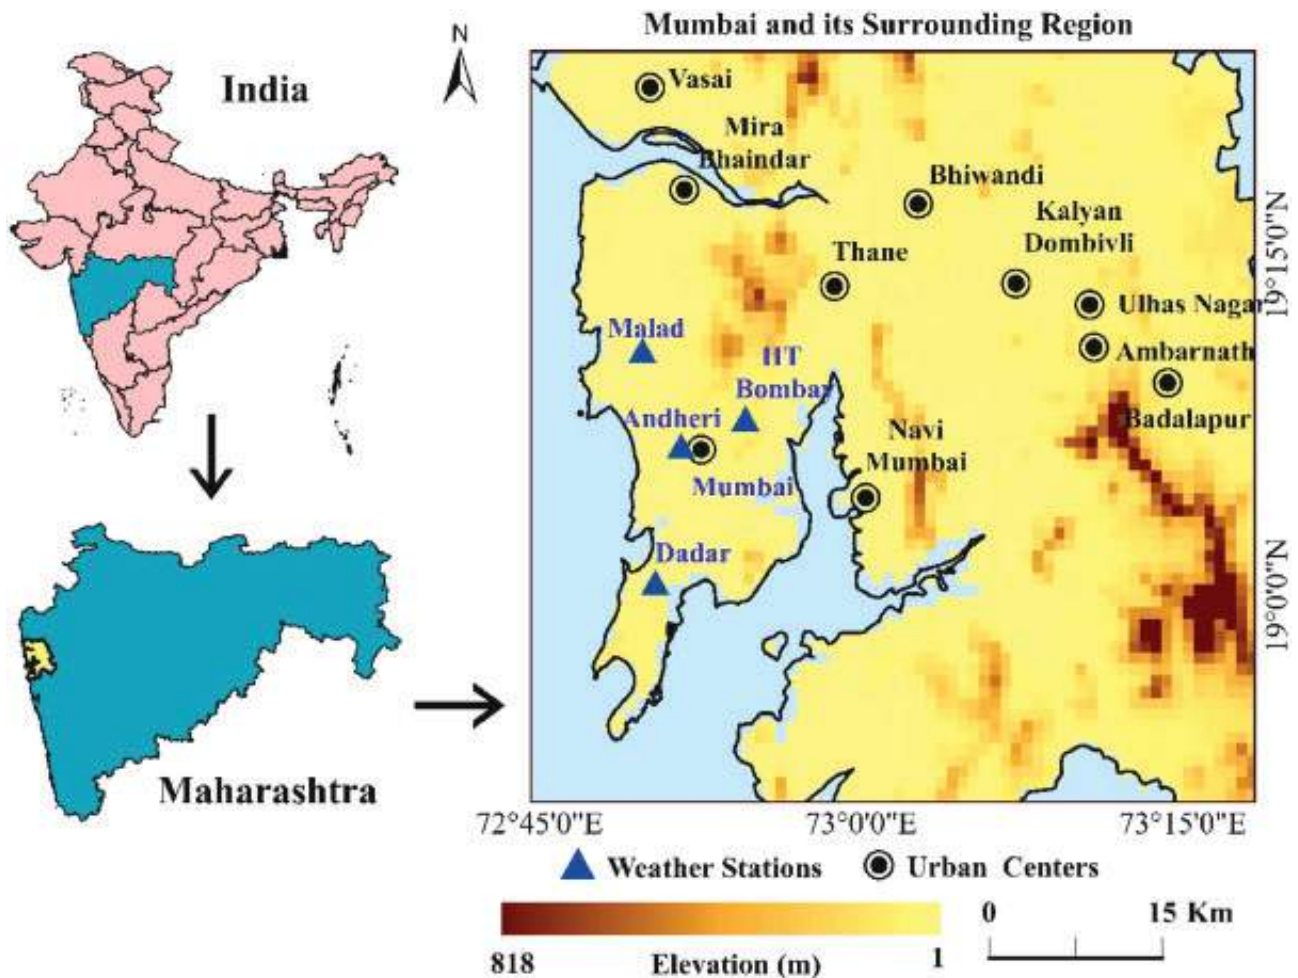 Mumbai and its Surrounding Region
N
India
Vasai
Mira
Bhaindar
Bhiwandi
Kalyan
Dombivli
Thane
Ulhas Nagar
Malad
Ambarnath
IIT
Bombay
Badalapur
Andheri
Navi
Mumbai
Mumbai
Dadar
19°15'0"N
19°0'0"N
Maharashtra
72°45'0"E
73°0'0"E
73°15'0"E
Weather Stations
Urban Centers
0
15 Km
818
Elevation (m)
1